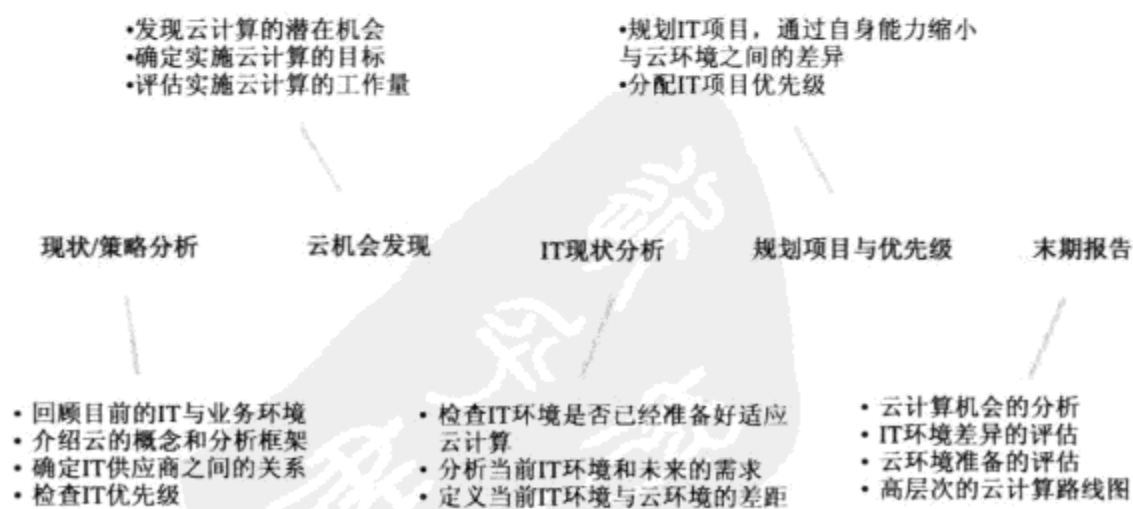 •发现云计算的潜在机会
•确定实施云计算的目标
•评估实施云计算的工作量
•规划IT项目，通过自身能力缩小
与云环境之间的差异
•分配IT项目优先级
现状/策略分析
云机会发现
IT现状分析
规划项目与优先级
末期报告
• 回顾目前的IT与业务环境
• 介绍云的概念和分析框架
• 确定IT供应商之间的关系
• 检查IT优先级
• 检查IT环境是否已经准备好适应
云计算
• 分析当前IT环境和未来的需求
• 定义当前IT环境与云环境的差距
• 云计算机会的分析
• IT环境差异的评估
• 云环境准备的评估
• 高层次的云计算路线图